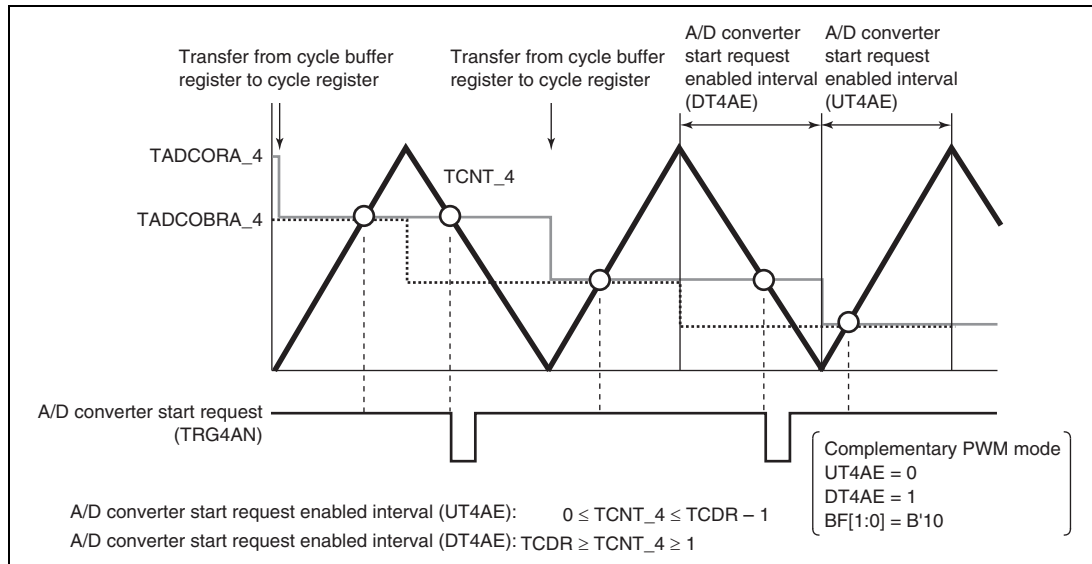 Transfer from cycle buffer
register to cycle register
Transfer from cycle buffer
register to cycle register
A/D converter
start request
enabled interval
(DT4AE)
A/D converter
start request
enabled interval
(UT4AE)
TADCORA_4
TCNT_4
TADCOBRA_4
A/D converter start request
(TRG4AN)
Complementary PWM mode
UT4AE = 0
DT4AE = 1
BF[1:0] = B'10
A/D converter start request enabled interval (UT4AE): 0 ≤ TCNT_4 ≤ TCDR – 1
A/D converter start request enabled interval (DT4AE): TCDR ≥ TCNT_4 ≥ 1